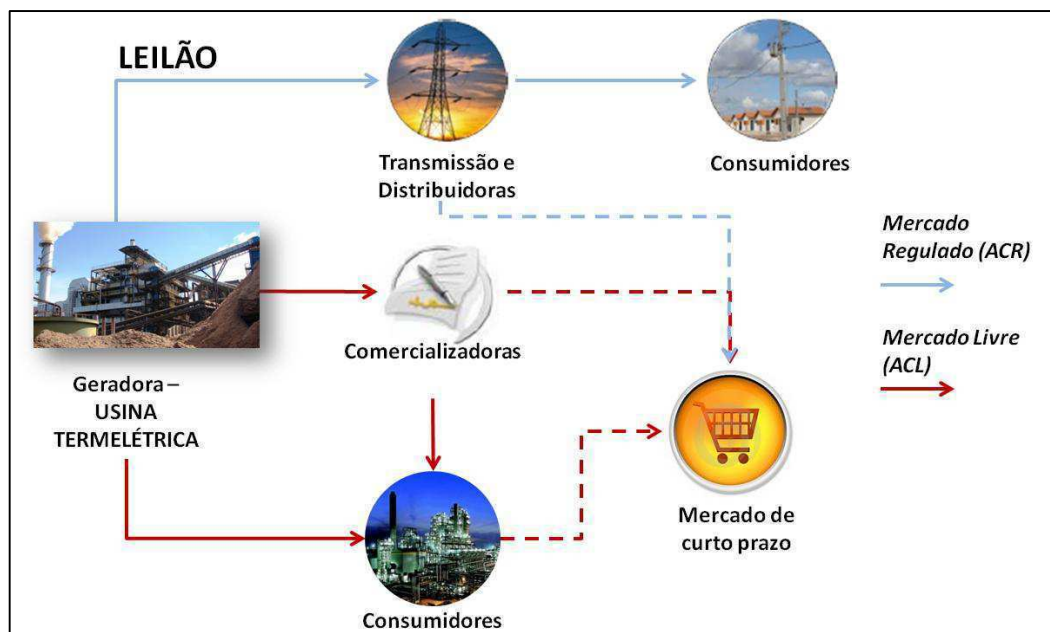 LEILÃO
Transmissão e
Distribuidoras
Consumidores
Mercado
Regulado (ACR)
Comercializadoras
Mercado Livre
(ACL)
Geradora –
USINA
TERMELÉTRICA
Mercado de
curto prazo
Consumidores